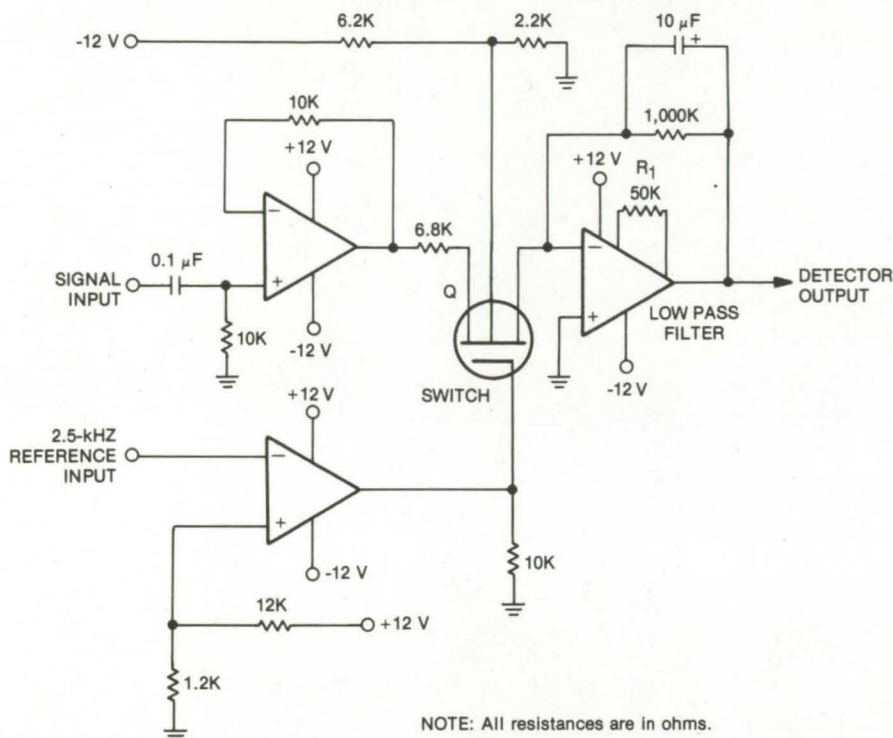 6.2K
2.2K
10 µF
+
-12 V
10K
1,000K
+12 V
+12 V
R1
50K
−
6.8K
−
0.1 µF
SIGNAL
INPUT
+
Q
DETECTOR
OUTPUT
+
LOW PASS
FILTER
10K
-12 V
SWITCH
-12 V
+12 V
2.5-kHZ
REFERENCE
INPUT
−
+
-12 V
10K
12K
+12 V
1.2K
NOTE: All resistances are in ohms.